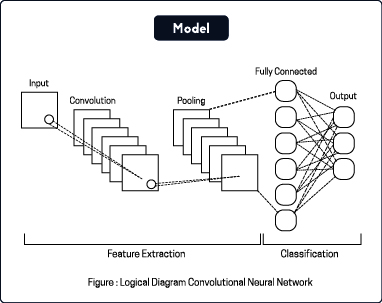 Model
Fully Connected
Input
Output
Convolution
Pooling
Feature Extraction
Classification
Figure : Logical Diagram Convolutional Neural Network